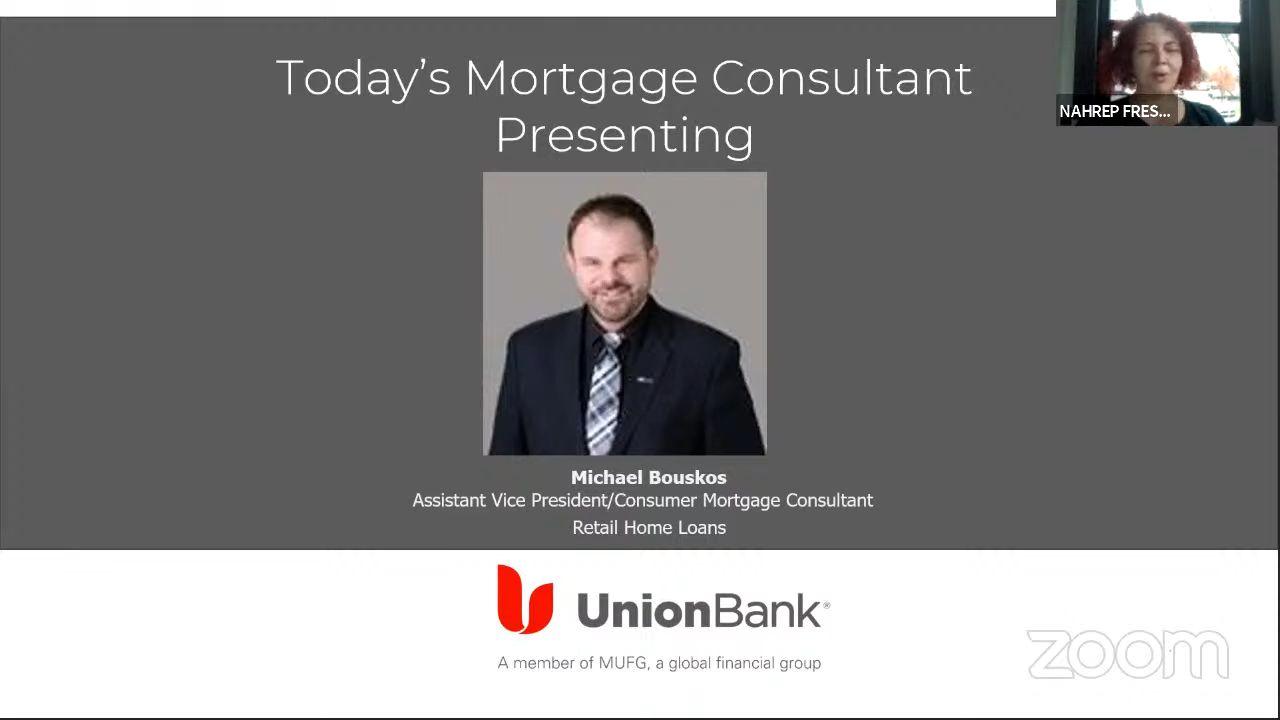 Today's Mortgage Consultant
Presenting
NAHREP FRES...
Michael Bouskos
Assistant Vice President/Consumer Mortgage Consultant
Retail Home Loans
UnionBank®
A member of MUFG, a global financial group
zoom